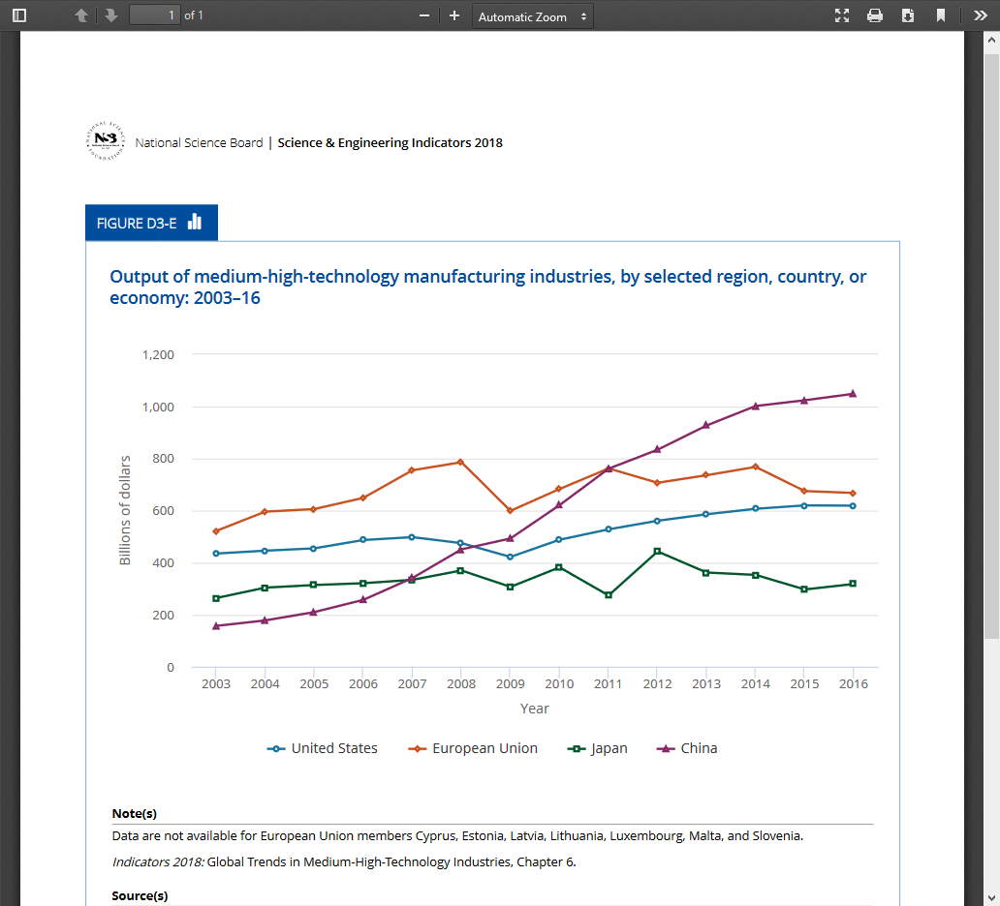 1 of 1 Automatic Zoom
National Science Board | Science & Engineering Indicators 2018
FIGURE D3-E
Output of medium-high-technology manufacturing industries, by selected region, country, or
economy: 2003–16
1,200
1,000
800
600
400
200
0
Billions of dollars
2003 2004 2005 2006 2007 2008 2009 2010 2011 2012 2013 2014 2015 2016
Year
United States European Union Japan China
Note(s)
Data are not available for European Union members Cyprus, Estonia, Latvia, Lithuania, Luxembourg, Malta, and Slovenia.
Indicators 2018: Global Trends in Medium-High-Technology Industries, Chapter 6.
Source(s)